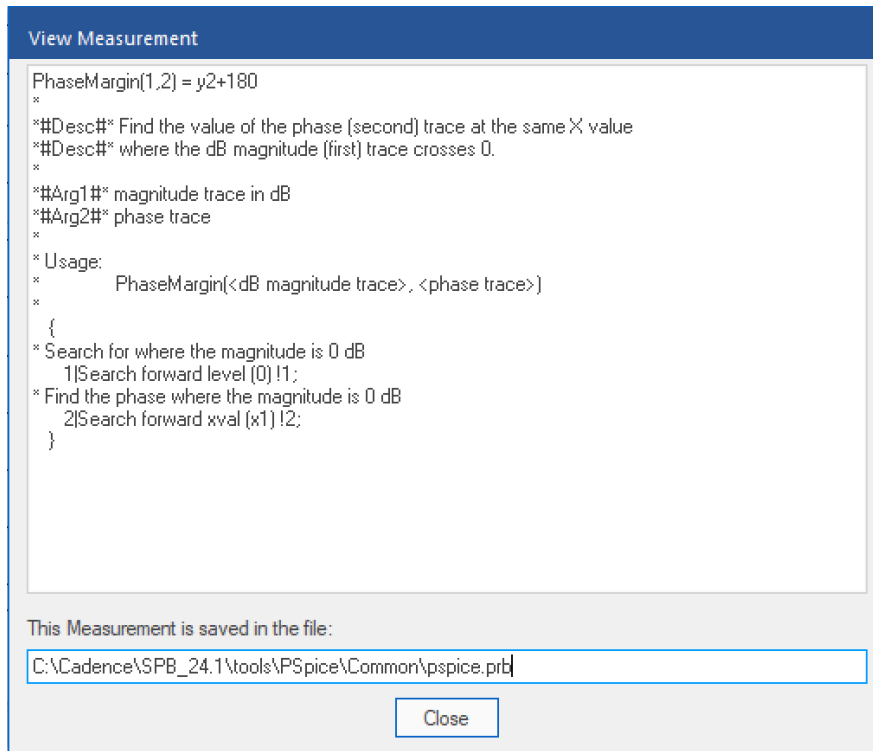 View Measurement
PhaseMargin(1,2) = y2+180
*
*#Desc#* Find the value of the phase (second) trace at the same X value
*#Desc#* where the dB magnitude (first) trace crosses 0.
*
*#Arg1#* magnitude trace in dB
*#Arg2#* phase trace
*
* Usage:
* PhaseMargin(<dB magnitude trace>, <phase trace>)
*
{
* Search for where the magnitude is 0 dB
1|Search forward level (0) !1;
* Find the phase where the magnitude is 0 dB
2|Search forward xval (x1) !2;
}
This Measurement is saved in the file:
C:\Cadence\SPB_24.1\tools\PSpice\Common\pspice.prb
Close